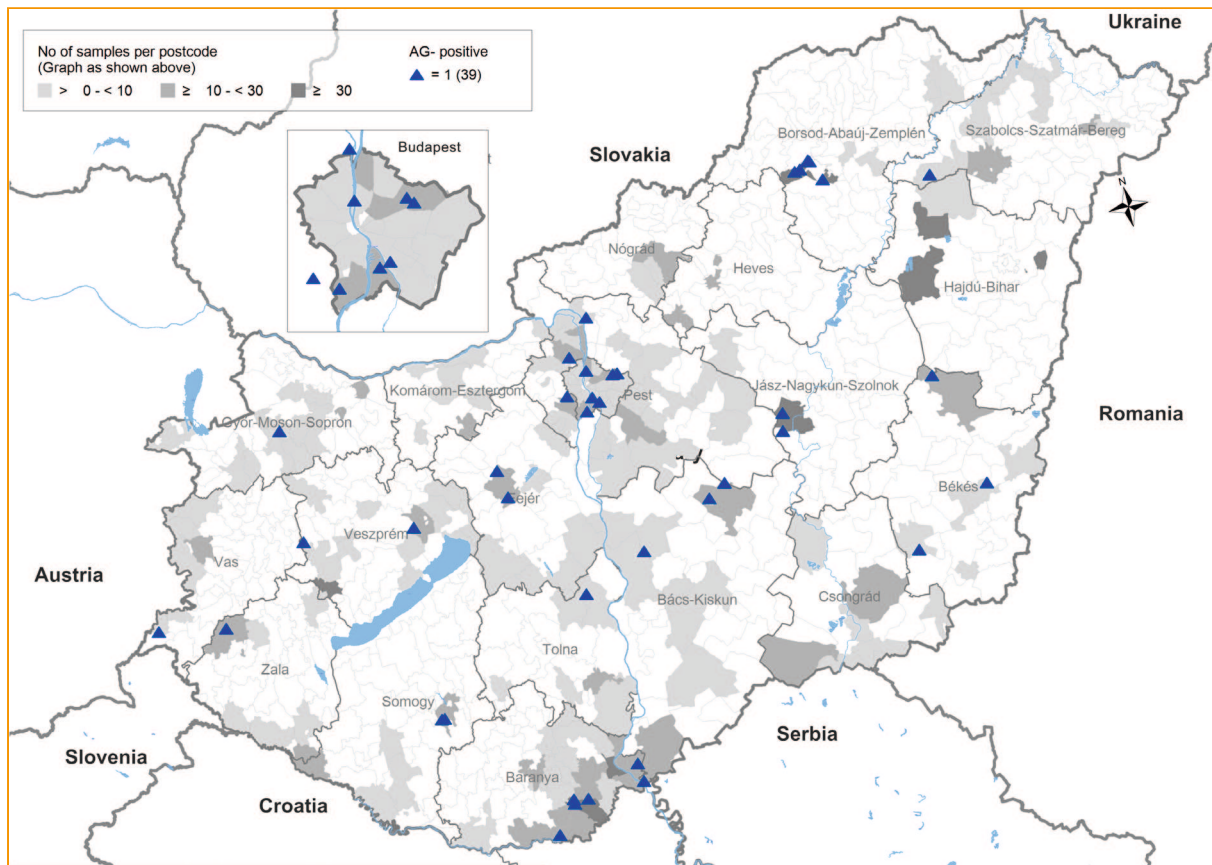 No of samples per postcode
(Graph as shown above)
> 0 - < 10 ≥ 10 - < 30 ≥ 30
AG- positive
= 1 (39)
Ukraine
Budapest
Slovakia
Borsod-Abaúj-Zemplén
Szabolcs-Szatmár-Bereg
N
Nógrád
Heves
Hajdú-Bihar
Komárom-Esztergom
Pest
Jász-Nagykun-Szolnok
Romania
Györ-Moson-Sopron
Fejér
Békés
Veszprém
Vas
Austria
Bács-Kiskun
Csongrád
Tolna
Zala
Somogy
Serbia
Slovenia
Baranya
Croatia